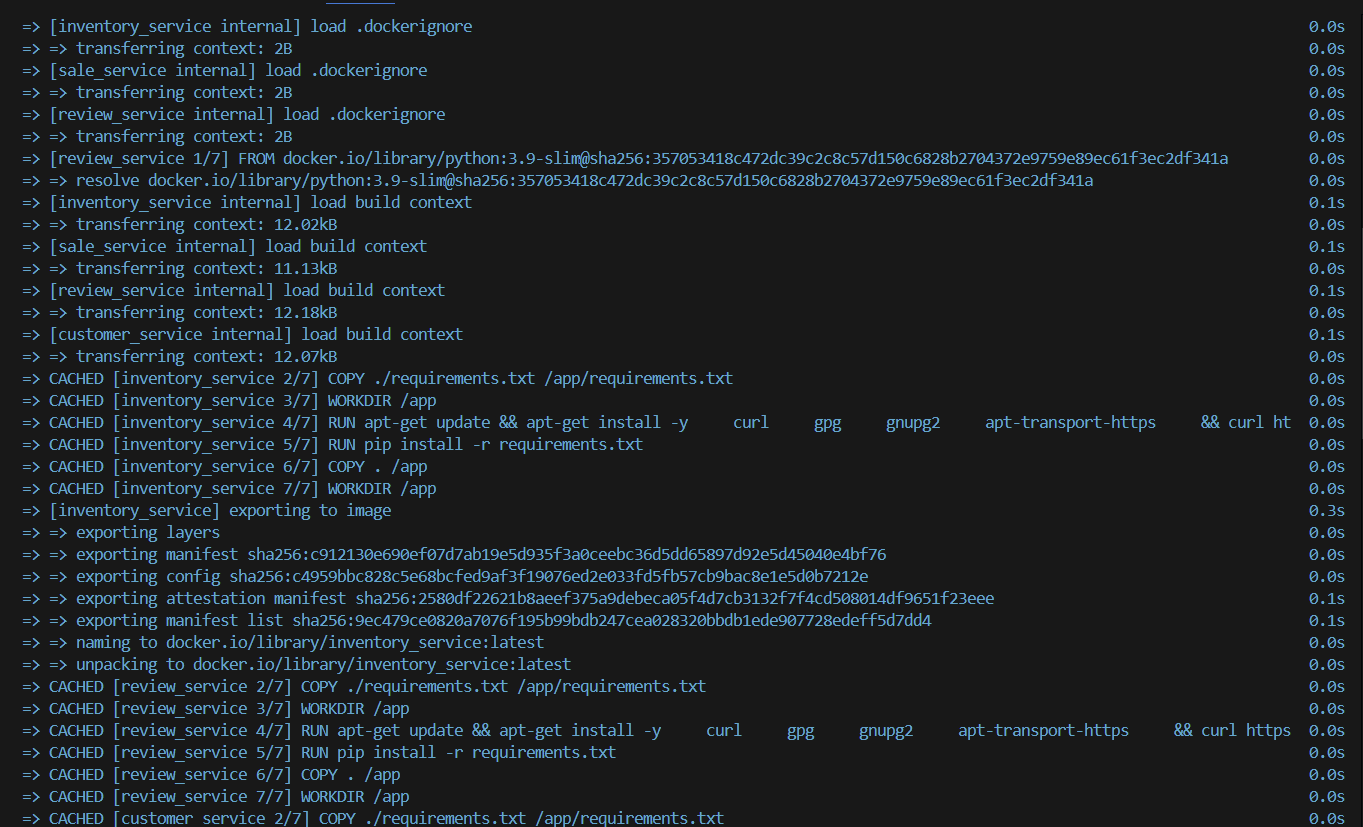 => [inventory_service internal] load .dockerignore 0.0s
=> => transferring context: 2B 0.0s
=> [sale_service internal] load .dockerignore 0.0s
=> => transferring context: 2B 0.0s
=> [review_service internal] load .dockerignore 0.0s
=> => transferring context: 2B 0.0s
=> [review_service 1/7] FROM docker.io/library/python:3.9-slim@sha256:357053418c472dc39c2c8c57d150c6828b2704372e9759e89ec61f3ec2df341a 0.0s
=> => resolve docker.io/library/python:3.9-slim@sha256:357053418c472dc39c2c8c57d150c6828b2704372e9759e89ec61f3ec2df341a 0.0s
=> [inventory_service internal] load build context 0.1s
=> => transferring context: 12.02kB 0.0s
=> [sale_service internal] load build context 0.1s
=> => transferring context: 11.13kB 0.0s
=> [review_service internal] load build context 0.1s
=> => transferring context: 12.18kB 0.0s
=> [customer_service internal] load build context 0.1s
=> => transferring context: 12.07kB 0.0s
=> CACHED [inventory_service 2/7] COPY ./requirements.txt /app/requirements.txt 0.0s
=> CACHED [inventory_service 3/7] WORKDIR /app 0.0s
=> CACHED [inventory_service 4/7] RUN apt-get update && apt-get install -y     curl     gpg     gnupg2     apt-transport-https     && curl ht 0.0s
=> CACHED [inventory_service 5/7] RUN pip install -r requirements.txt 0.0s
=> CACHED [inventory_service 6/7] COPY . /app 0.0s
=> CACHED [inventory_service 7/7] WORKDIR /app 0.0s
=> [inventory_service] exporting to image 0.3s
=> => exporting layers 0.0s
=> => exporting manifest sha256:c912130e690ef07d7ab19e5d935f3a0ceebc36d5dd65897d92e5d45040e4bf76 0.0s
=> => exporting config sha256:c4959bbc828c5e68bcfed9af3f19076ed2e033fd5fb57cb9bac8e1e5d0b7212e 0.0s
=> => exporting attestation manifest sha256:2580df22621b8aeef375a9debeca05f4d7cb3132f7f4cd508014df9651f23eee 0.1s
=> => exporting manifest list sha256:9ec479ce0820a7076f195b99bdb247cea028320bbdb1ede907728edeff5d7dd4 0.1s
=> => naming to docker.io/library/inventory_service:latest 0.0s
=> => unpacking to docker.io/library/inventory_service:latest 0.0s
=> CACHED [review_service 2/7] COPY ./requirements.txt /app/requirements.txt 0.0s
=> CACHED [review_service 3/7] WORKDIR /app 0.0s
=> CACHED [review_service 4/7] RUN apt-get update && apt-get install -y     curl     gpg     gnupg2     apt-transport-https     && curl https 0.0s
=> CACHED [review_service 5/7] RUN pip install -r requirements.txt 0.0s
=> CACHED [review_service 6/7] COPY . /app 0.0s
=> CACHED [review_service 7/7] WORKDIR /app 0.0s
=> CACHED [customer_service 2/7] COPY ./requirements.txt /app/requirements.txt 0.0s